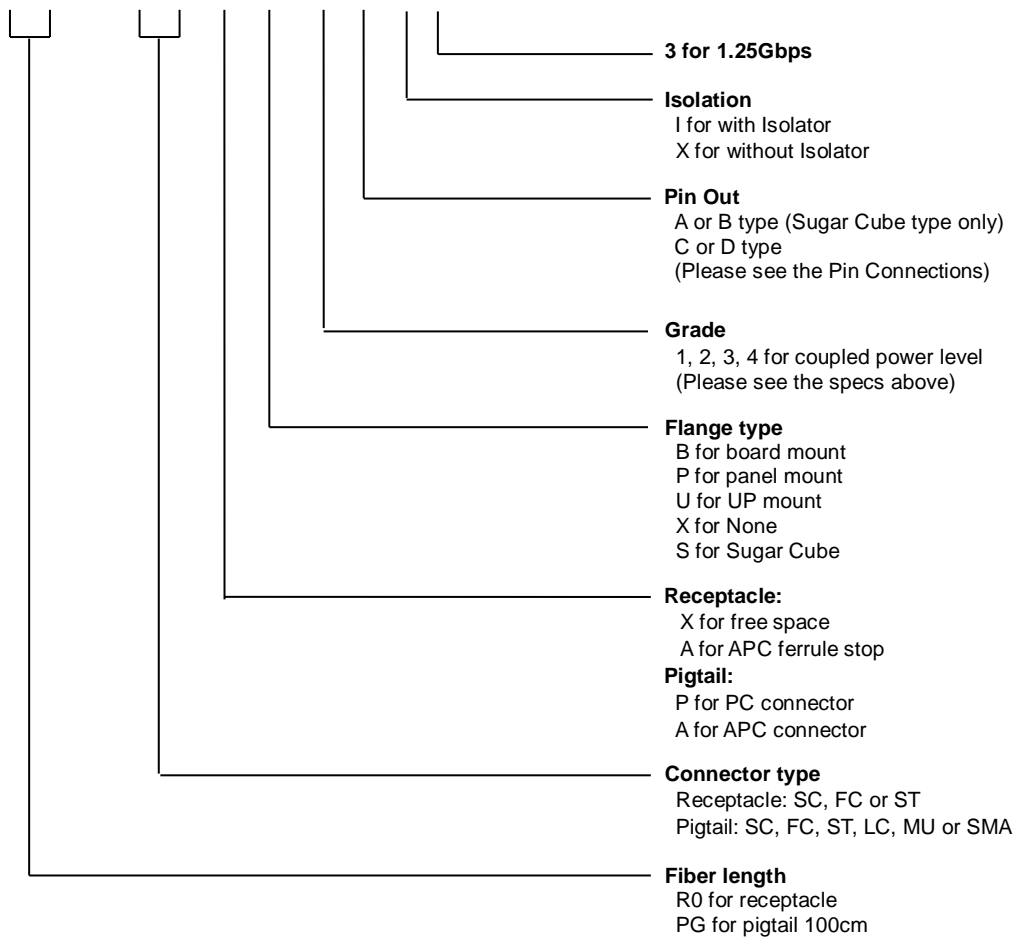 3 for 1.25Gbps
Isolation
I for with Isolator
X for without Isolator
Pin Out
A or B type (Sugar Cube type only)
C or D type
(Please see the Pin Connections)
Grade
1, 2, 3, 4 for coupled power level
(Please see the specs above)
Flange type
B for board mount
P for panel mount
U for UP mount
X for None
S for Sugar Cube
Receptacle:
X for free space
A for APC ferrule stop
Pigtail:
P for PC connector
A for APC connector
Connector type
Receptacle: SC, FC or ST
Pigtail: SC, FC, ST, LC, MU or SMA
Fiber length
R0 for receptacle
PG for pigtail 100cm